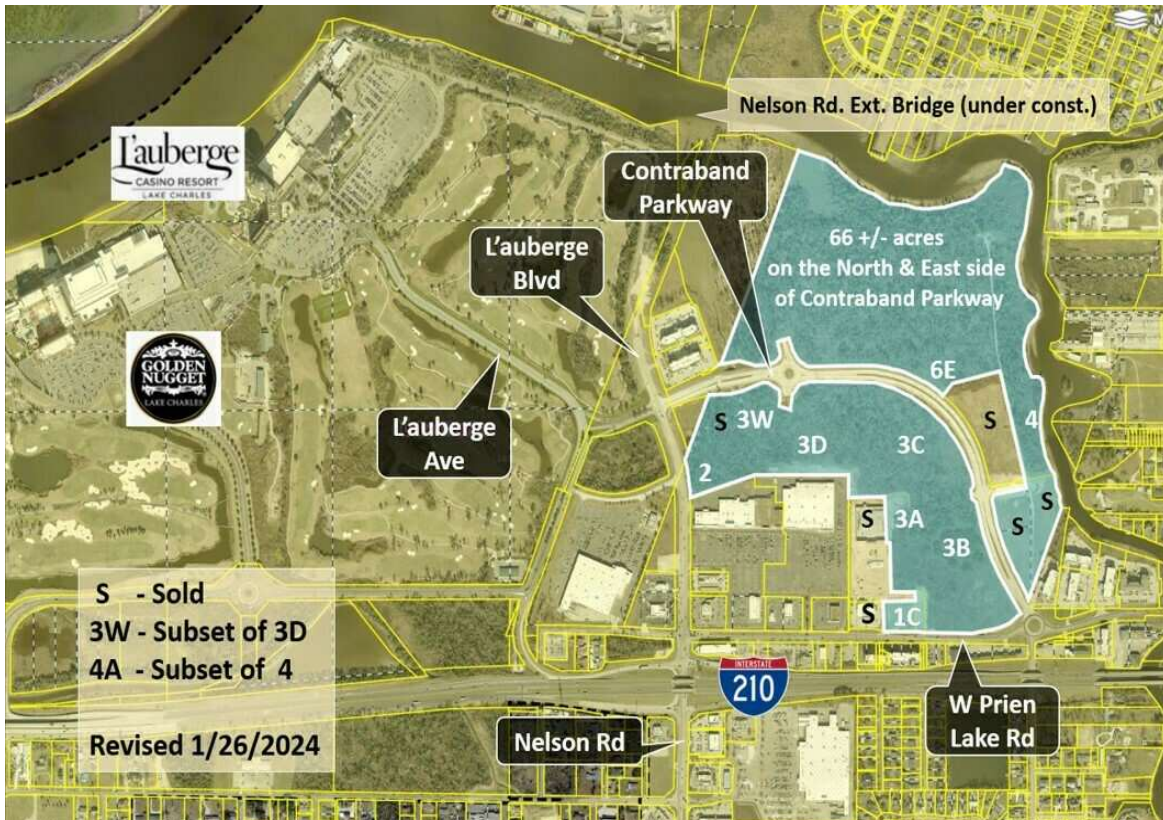 M
Nelson Rd. Ext. Bridge (under const.)
L'auberge
CASINO RESORT
LAKE CHARLES
Contraband
Parkway
66 +/- acres
on the North & East side
of Contraband Parkway
L'auberge
Blvd
GOLDEN
NUGGET
LAKE CHARLES
6E
S 3W
S
4
L'auberge
Ave
3D
3C
2
S
S
3A
S
3B
S - Sold
3W - Subset of 3D
4A - Subset of 4
Revised 1/26/2024
S
1C
INTERSTATE
210
W Prien
Lake Rd
Nelson Rd